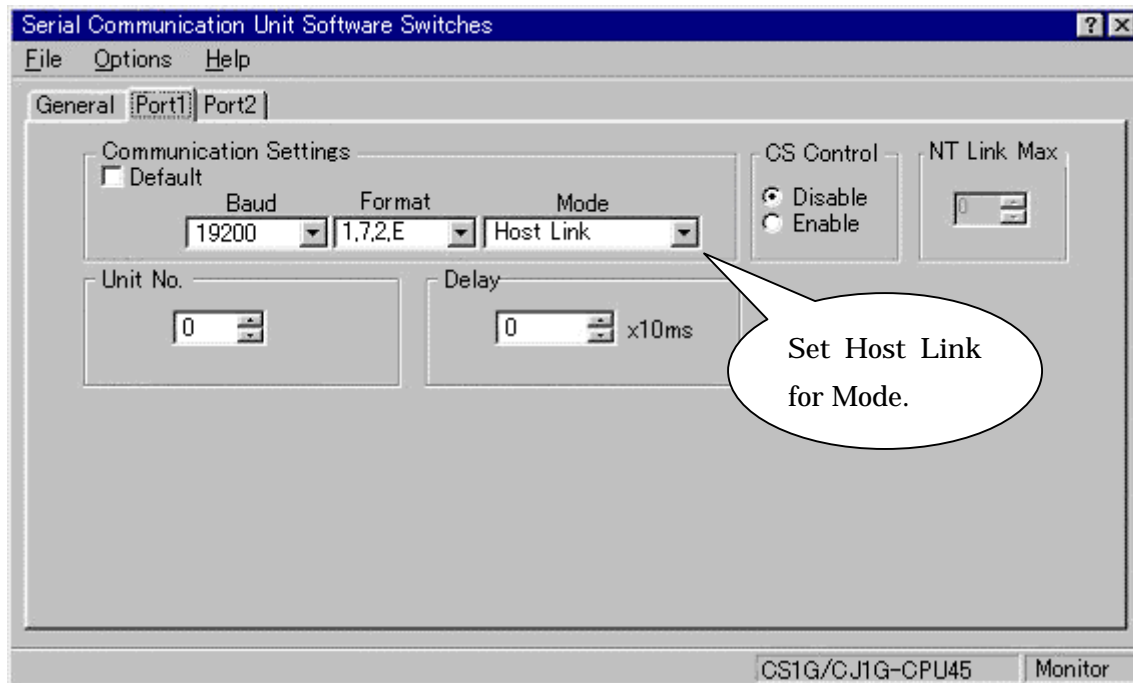 Serial Communication Unit Software Switches
File Options Help
General Port1 Port2
Communication Settings
Default
Baud Format Mode
19200 1,7,2,E Host Link
CS Control
Disable
Enable
NT Link Max
0
Unit No.
0
Delay
0 x10ms
Set Host Link
for Mode.
CS1G/CJ1G-CPU45 Monitor